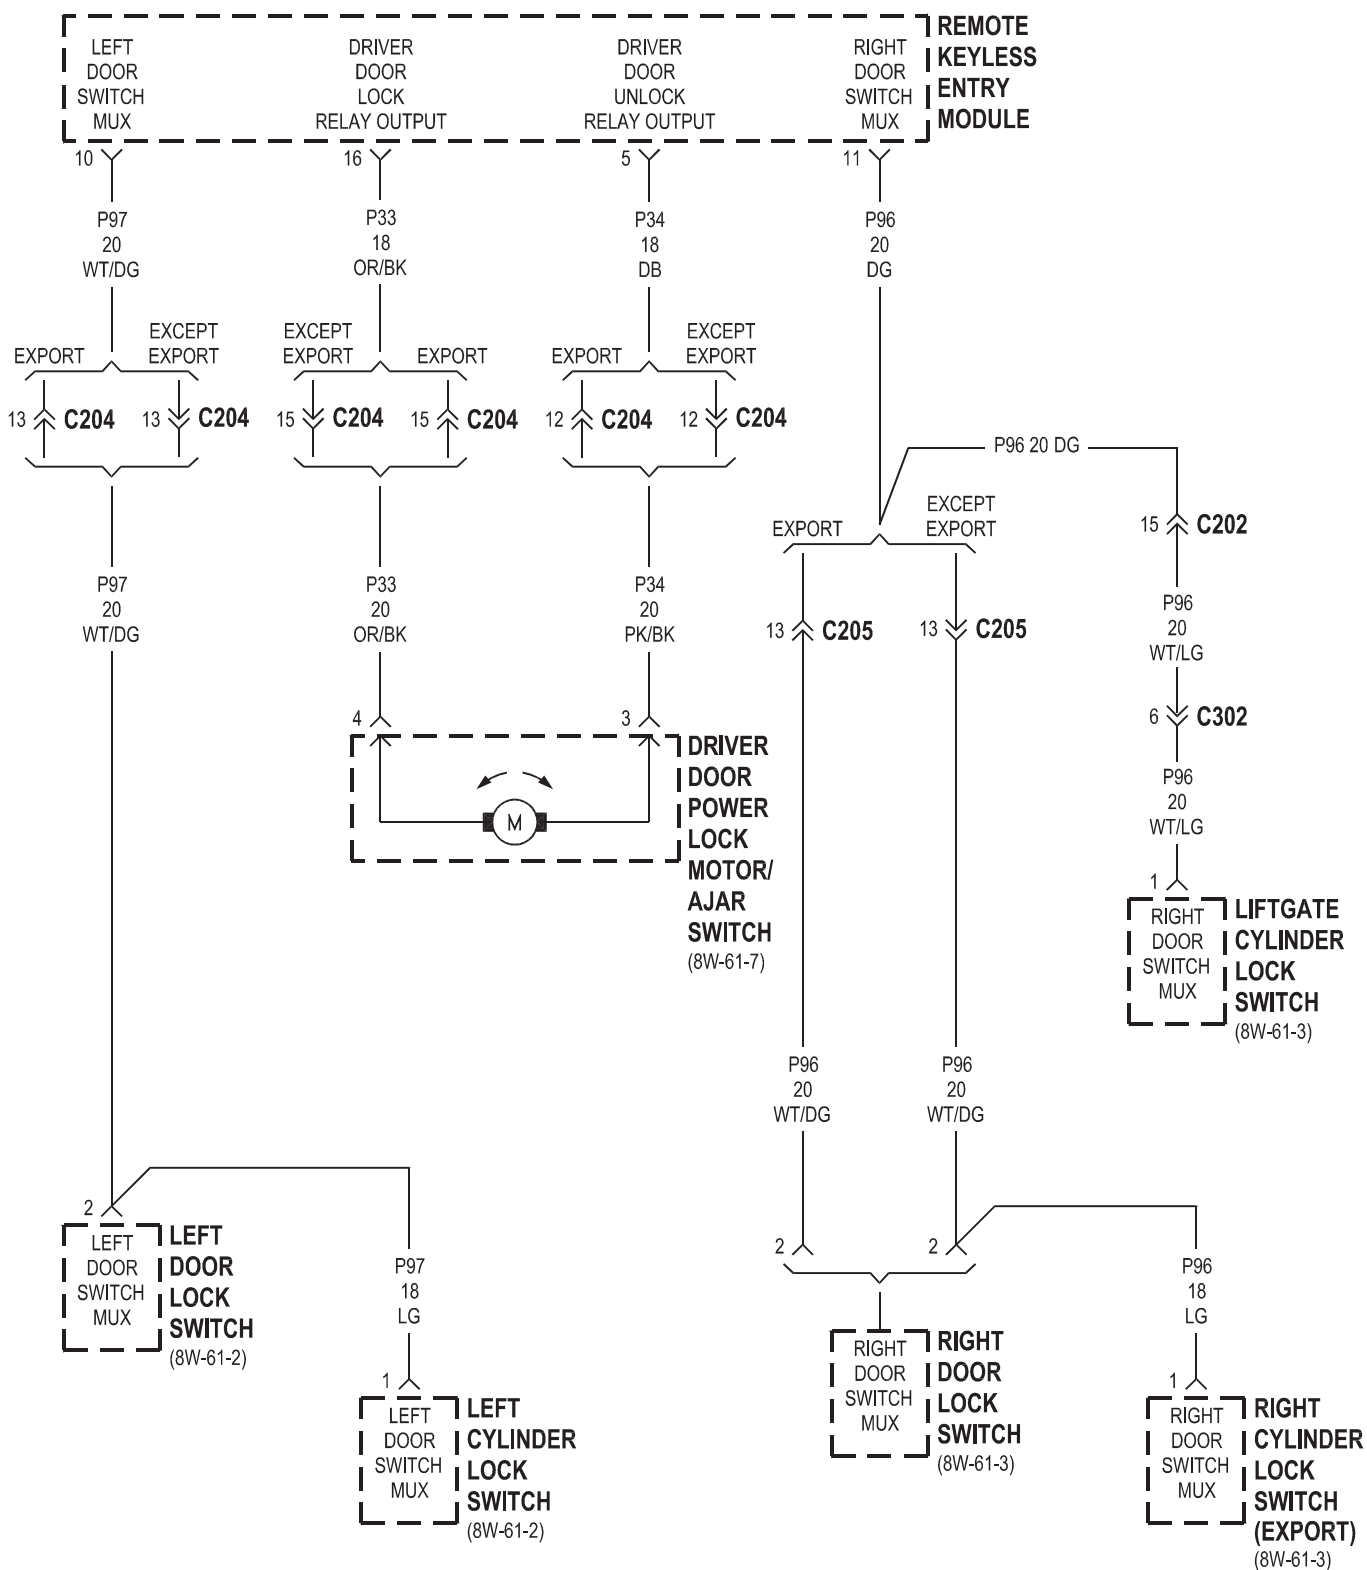 LEFT
DOOR
SWITCH
MUX
DRIVER
DOOR
LOCK
RELAY OUTPUT
DRIVER
DOOR
UNLOCK
RELAY OUTPUT
RIGHT
DOOR
SWITCH
MUX
REMOTE
KEYLESS
ENTRY
MODULE
10
16
5
11
P97
20
WT/DG
P33
18
OR/BK
P34
18
DB
P96
20
DG
EXPORT
EXCEPT
EXPORT
EXCEPT
EXPORT
EXPORT
EXPORT
EXCEPT
EXPORT
13 C204
13 C204
15 C204
15 C204
12 C204
12 C204
P96 20 DG
EXPORT
EXCEPT
EXPORT
15 C202
P97
20
WT/DG
P33
20
OR/BK
P34
20
PK/BK
13 C205
13 C205
P96
20
WT/LG
6 C302
P96
20
WT/LG
4
3
M
DRIVER
DOOR
POWER
LOCK
MOTOR/
AJAR
SWITCH
(8W-61-7)
1
RIGHT
DOOR
SWITCH
MUX
LIFTGATE
CYLINDER
LOCK
SWITCH
(8W-61-3)
P96
20
WT/DG
P96
20
WT/DG
2
LEFT
DOOR
SWITCH
MUX
LEFT
DOOR
LOCK
SWITCH
(8W-61-2)
P97
18
LG
1
LEFT
DOOR
SWITCH
MUX
LEFT
CYLINDER
LOCK
SWITCH
(8W-61-2)
2
2
RIGHT
DOOR
SWITCH
MUX
RIGHT
DOOR
LOCK
SWITCH
(8W-61-3)
P96
18
LG
1
RIGHT
DOOR
SWITCH
MUX
RIGHT
CYLINDER
LOCK
SWITCH
(EXPORT)
(8W-61-3)